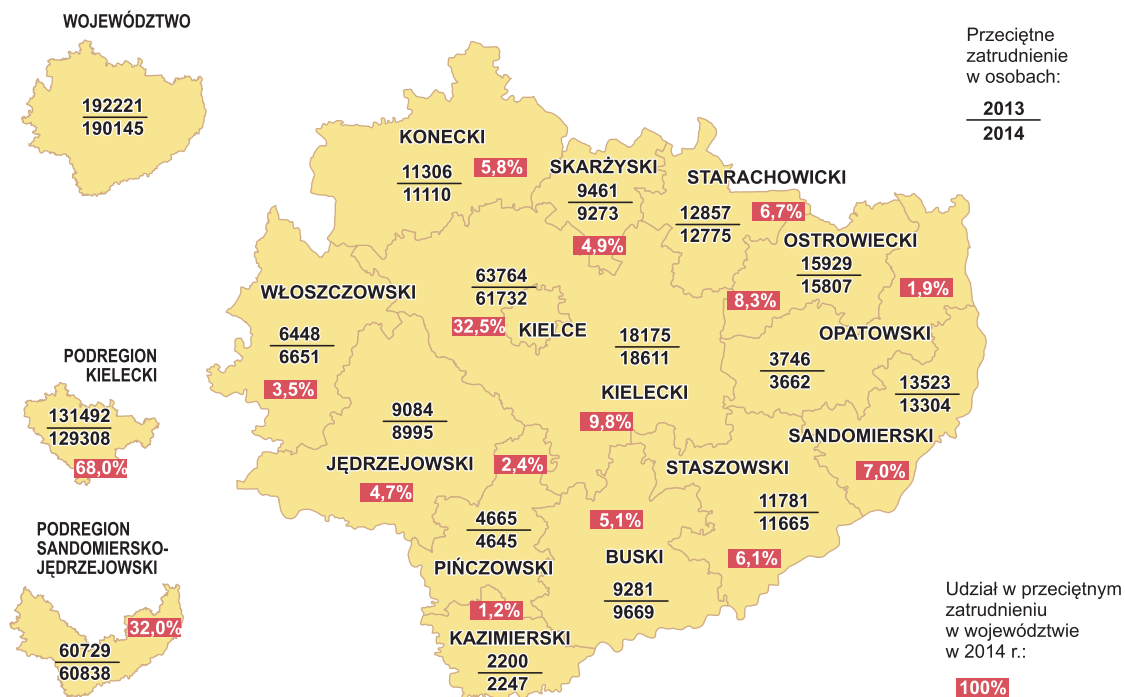 WOJEWÓDZTWO
192221
190145
Przeciętne
zatrudnienie
w osobach:
2013
2014
KONECKI
11306
11110
5,8%
SKARŻYSKI
9461
9273
4,9%
STARACHOWICKI
12857
12775
6,7%
OSTROWIECKI
15929
15807
8,3%
1,9%
WŁOSZCZOWSKI
6448
6651
3,5%
63764
61732
32,5%
KIELCE
18175
18611
KIELECKI
9,8%
OPATOWSKI
3746
3662
13523
13304
SANDOMIERSKI
7,0%
PODREGION
KIELECKI
131492
129308
68,0%
9084
8995
JĘDRZEJOWSKI
4,7%
2,4%
STASZOWSKI
11781
11665
6,1%
4665
4645
PIŃCZOWSKI
5,1%
BUSKI
9281
9669
1,2%
KAZIMIERSKI
2200
2247
PODREGION
SANDOMIERSKO-
JĘDRZEJOWSKI
32,0%
60729
60838
Udział w przeciętnym
zatrudnieniu
w województwie
w 2014 r.:
100%